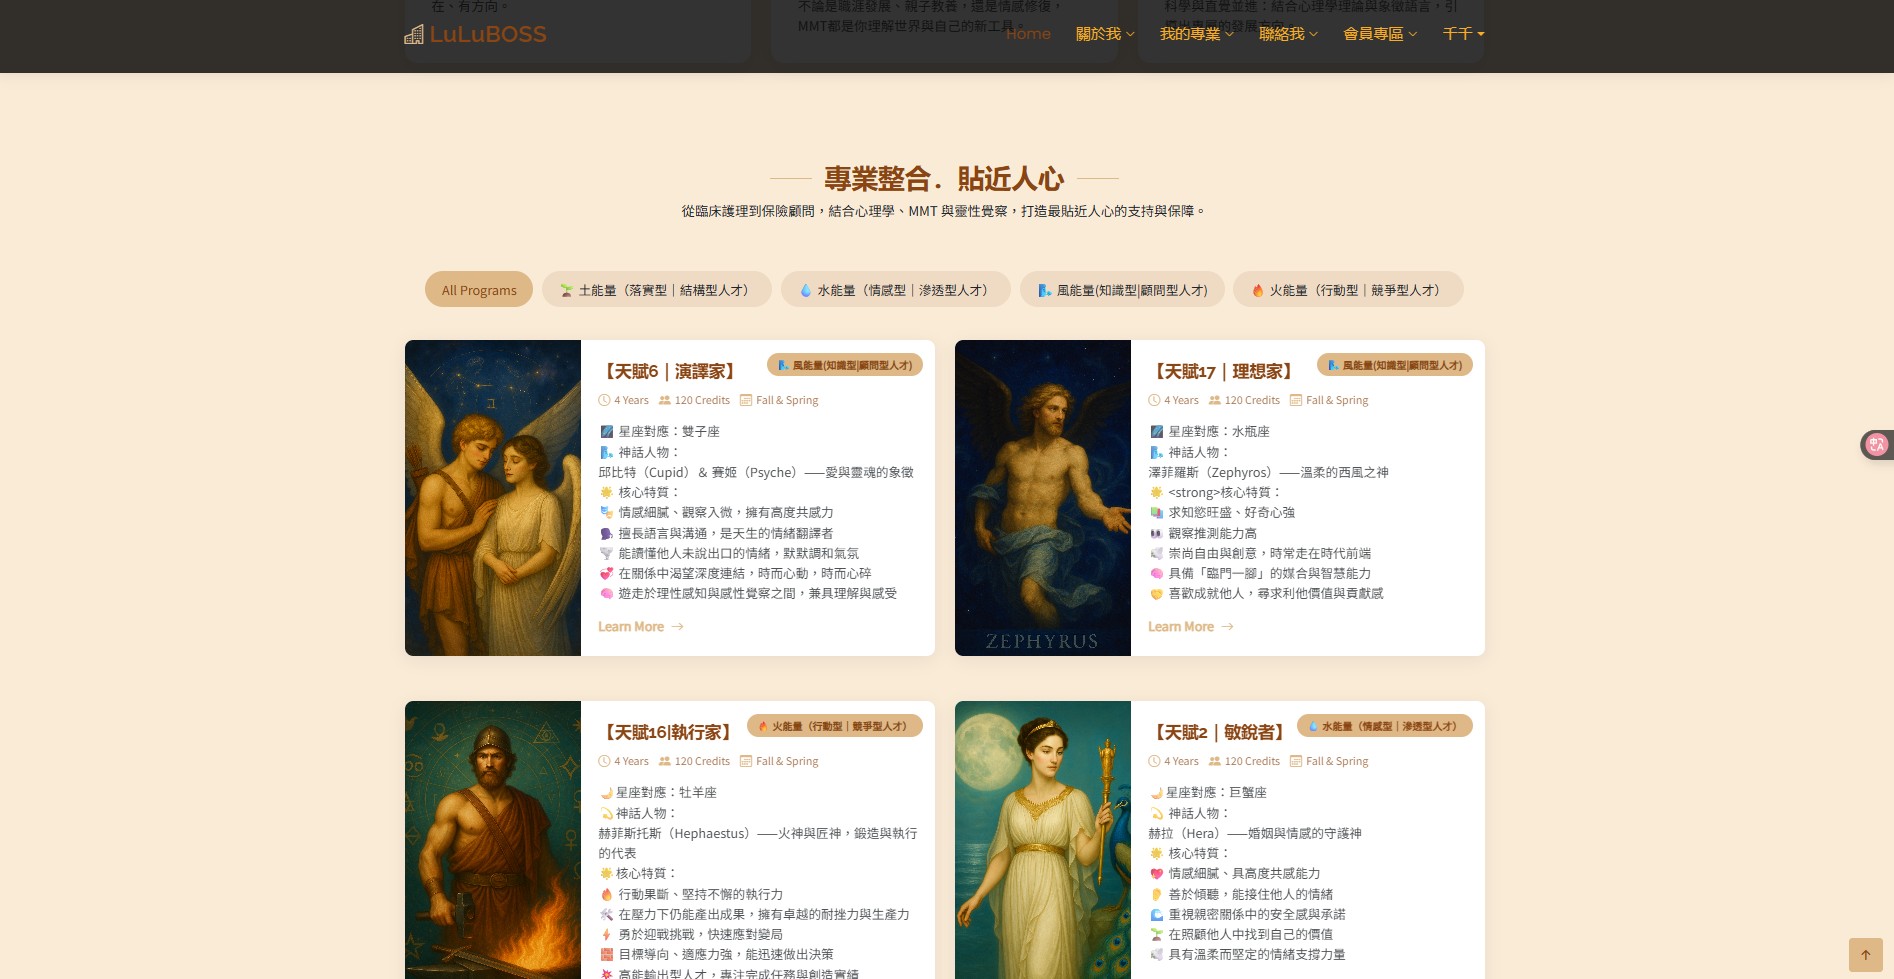 在、有方向。
不論是職涯發展、親子教養，還是情感修復，
MMT都是你理解世界與自己的新工具。
科學與直覺並進：結合心理學理論與象徵語言，引
LuLuBOSS
Home
關於我
我的專業
聯絡我
會員專區
千千
專業整合．貼近人心
從臨床護理到保險顧問，結合心理學、MMT 與靈性覺察，打造最貼近人心的支持與保障。
All Programs
土能量（落實型｜結構型人才）
水能量（情感型｜滲透型人才）
風能量(知識型|顧問型人才)
火能量（行動型｜競爭型人才）
【天賦6｜演譯家】
風能量(知識型|顧問型人才)
4 Years 120 Credits Fall & Spring
星座對應：雙子座
神話人物：
邱比特（Cupid）& 賽姬（Psyche）——愛與靈魂的象徵
核心特質：
情感細膩、觀察入微，擁有高度共感力
擅長語言與溝通，是天生的情緒翻譯者
能讀懂他人未說出口的情緒，默默調和氣氛
在關係中渴望深度連結，時而心動，時而心碎
遊走於理性感知與感性覺察之間，兼具理解與感受
Learn More
ZEPHYRUS
【天賦17｜理想家】
風能量(知識型|顧問型人才)
4 Years 120 Credits Fall & Spring
星座對應：水瓶座
神話人物：
澤菲羅斯（Zephyros）——溫柔的西風之神
<strong>核心特質：
求知慾旺盛、好奇心強
觀察推測能力高
崇尚自由與創意，時常走在時代前端
具備「臨門一腳」的媒合與智慧能力
喜歡成就他人，尋求利他價值與貢獻感
Learn More
【天賦16|執行家】
火能量（行動型｜競爭型人才）
4 Years 120 Credits Fall & Spring
星座對應：牡羊座
神話人物：
赫菲斯托斯（Hephaestus）——火神與匠神，鍛造與執行
的代表
核心特質：
行動果斷、堅持不懈的執行力
在壓力下仍能產出成果，擁有卓越的耐挫力與生產力
勇於迎戰挑戰，快速應對變局
目標導向、適應力強，能迅速做出決策
高能輸出型人才，專注完成任務與創造實績
【天賦2｜敏銳者】
水能量（情感型｜滲透型人才）
4 Years 120 Credits Fall & Spring
星座對應：巨蟹座
神話人物：
赫拉（Hera）——婚姻與情感的守護神
核心特質：
情感細膩、具高度共感能力
善於傾聽，能接住他人的情緒
重視親密關係中的安全感與承諾
在照顧他人中找到自己的價值
具有溫柔而堅定的情緒支撐力量